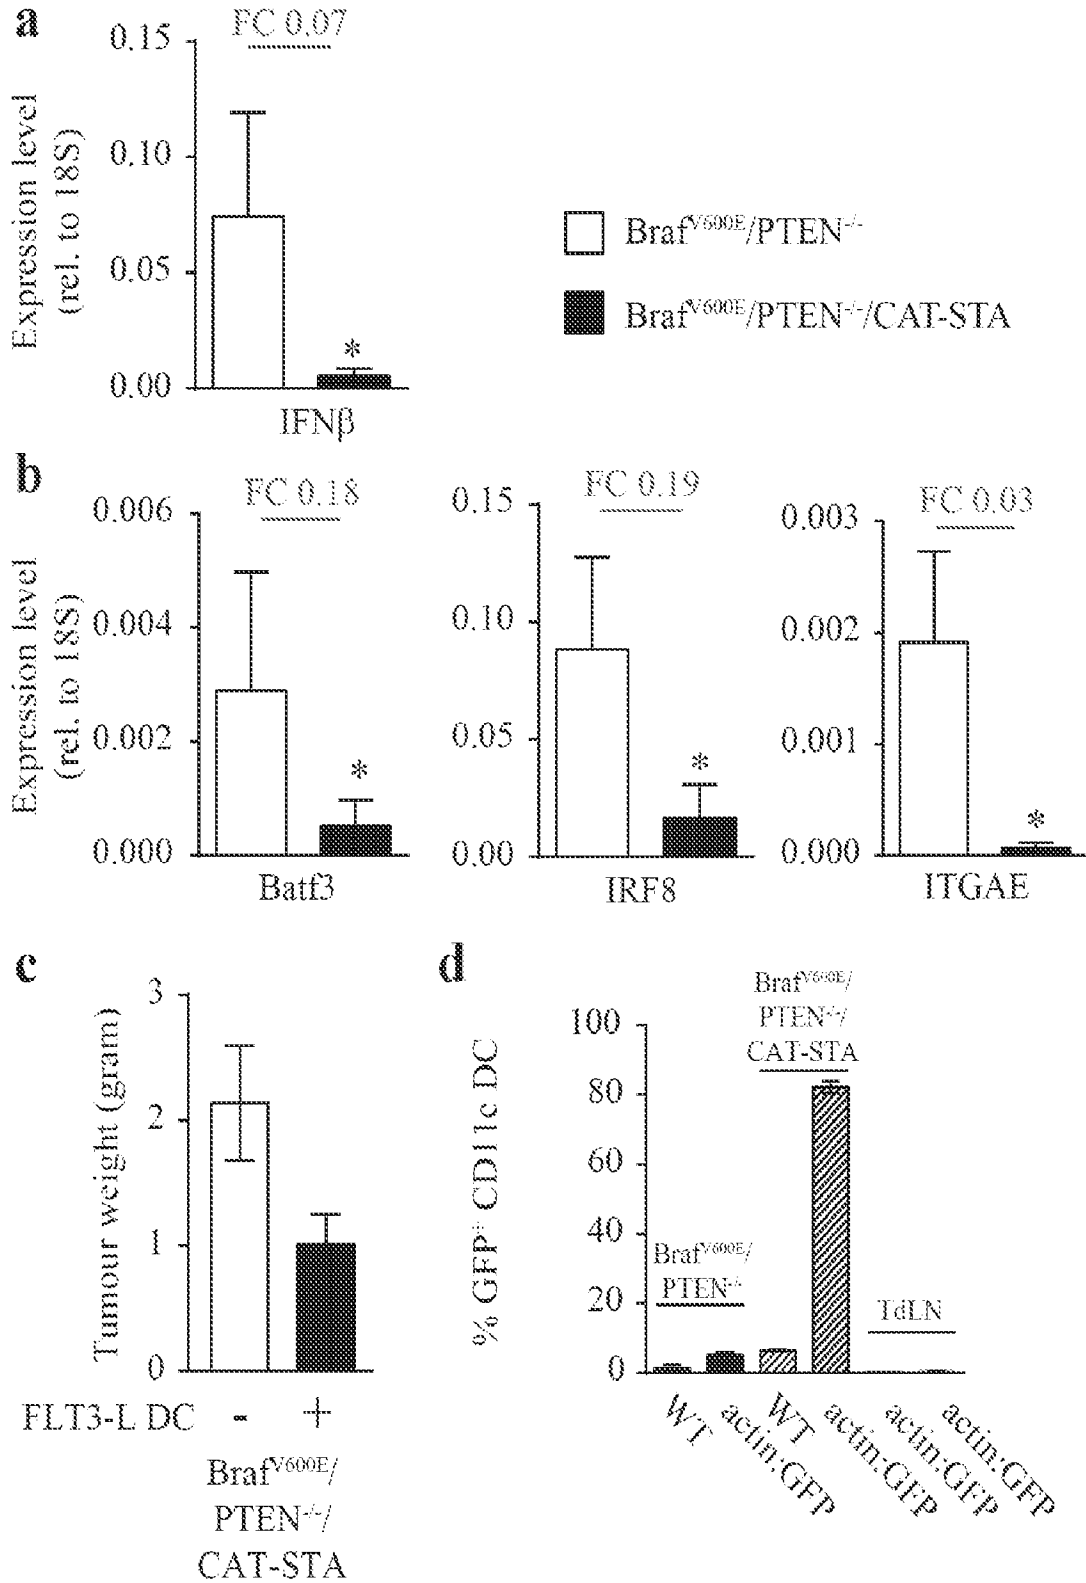 a
FC 0.07
0.15
0.10
0.05
0.00
Expression level
(rel. to 18S)
*
IFNβ
Braf^V600E/PTEN^-/-
Braf^V600E/PTEN^-/-/CAT-STA
b
Expression level
(rel. to 18S)
FC 0.18
0.006
0.004
0.002
0.000
*
Batf3
FC 0.19
0.15
0.10
0.05
0.00
*
IRF8
FC 0.03
0.003
0.002
0.001
0.000
*
ITGAE
c
Tumour weight (gram)
3
2
1
0
FLT3-L DC - +
Braf^V600E/
PTEN^-/-/
CAT-STA
d
% GFP+ CD11c DC
100
80
60
40
20
0
Braf^V600E/
PTEN^-/-
Braf^V600E/
PTEN^-/-/
CAT-STA
TdLN
WT
actin:GFP
WT
actin:GFP
actin:GFP
actin:GFP